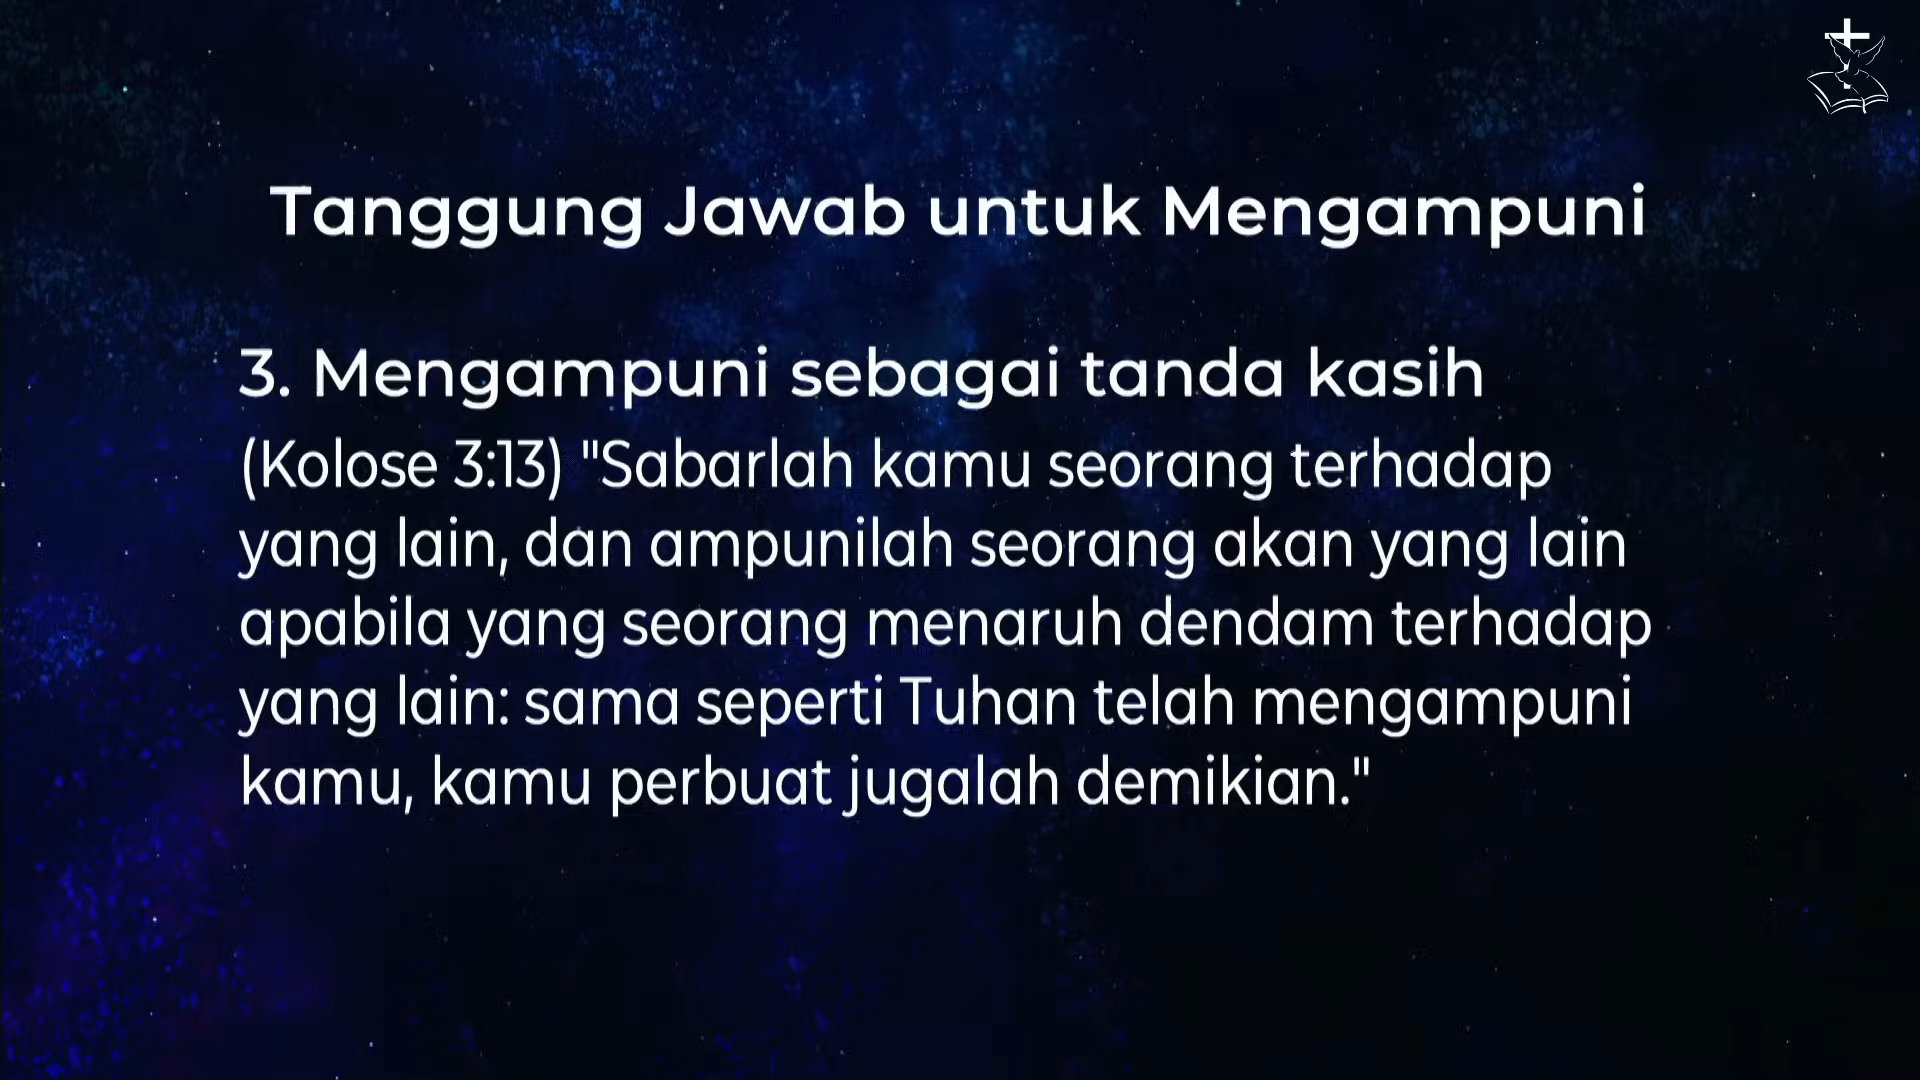 Tanggung Jawab untuk Mengampuni
3. Mengampuni sebagai tanda kasih
(Kolose 3:13) "Sabarlah kamu seorang terhadap
yang lain, dan ampunilah seorang akan yang lain
apabila yang seorang menaruh dendam terhadap
yang lain: sama seperti Tuhan telah mengampuni
kamu, kamu perbuat jugalah demikian."